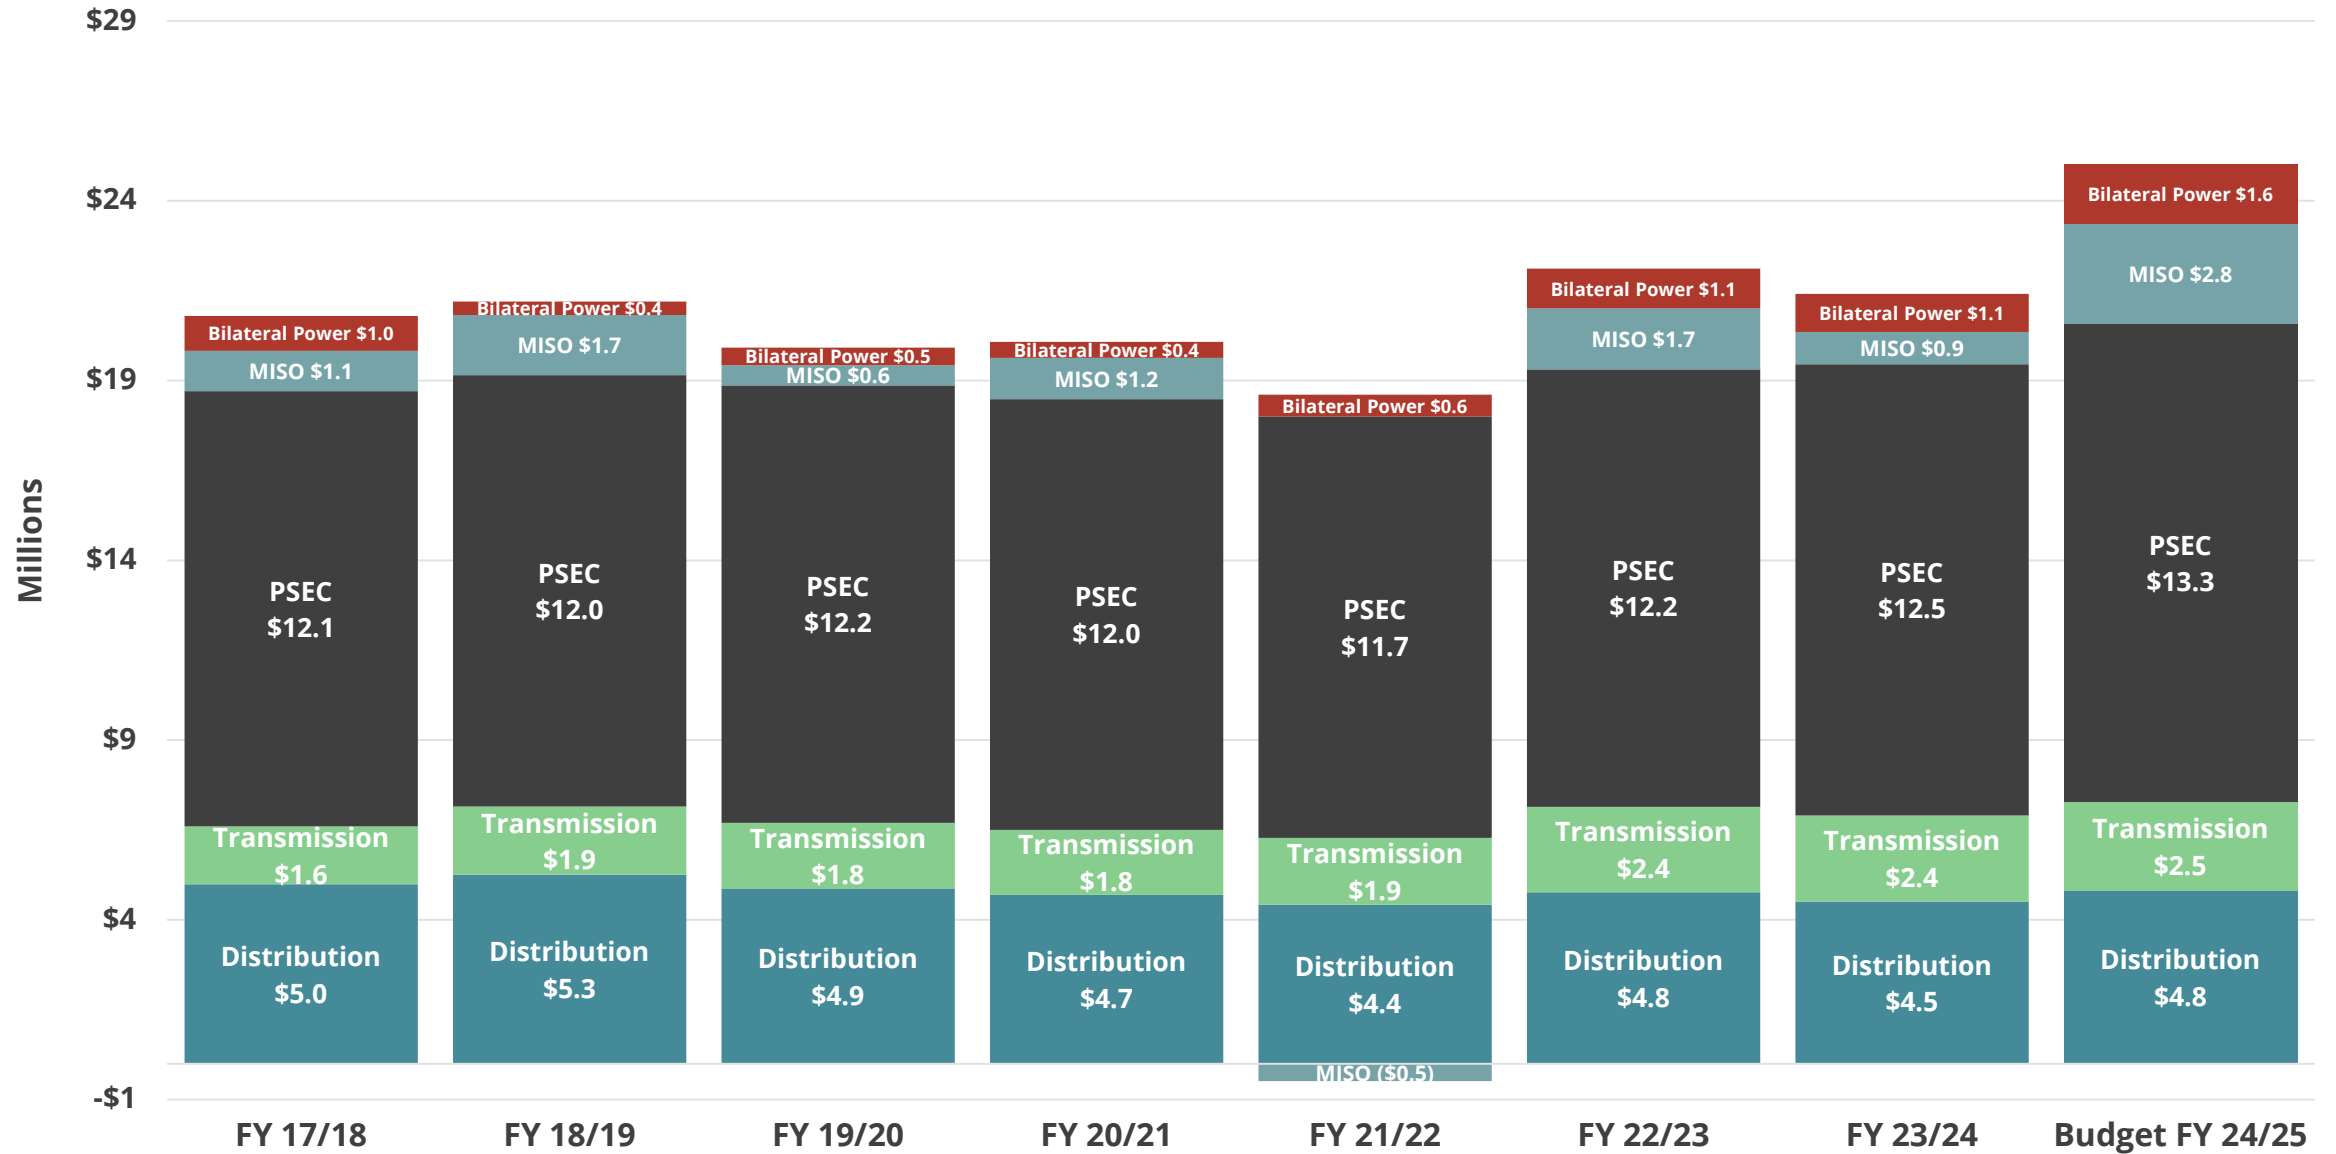 $29
$24
$19
$14
$9
$4
-$1
Millions
Bilateral Power $1.0
MISO $1.1
PSEC
$12.1
Transmission
$1.6
Distribution
$5.0
Bilateral Power $0.4
MISO $1.7
PSEC
$12.0
Transmission
$1.9
Distribution
$5.3
Bilateral Power $0.5
MISO $0.6
PSEC
$12.2
Transmission
$1.8
Distribution
$4.9
Bilateral Power $0.4
MISO $1.2
PSEC
$12.0
Transmission
$1.8
Distribution
$4.7
Bilateral Power $0.6
PSEC
$11.7
Transmission
$1.9
Distribution
$4.4
MISO ($0.5)
Bilateral Power $1.1
MISO $1.7
PSEC
$12.2
Transmission
$2.4
Distribution
$4.8
Bilateral Power $1.1
MISO $0.9
PSEC
$12.5
Transmission
$2.4
Distribution
$4.5
Bilateral Power $1.6
MISO $2.8
PSEC
$13.3
Transmission
$2.5
Distribution
$4.8
FY 17/18
FY 18/19
FY 19/20
FY 20/21
FY 21/22
FY 22/23
FY 23/24
Budget FY 24/25